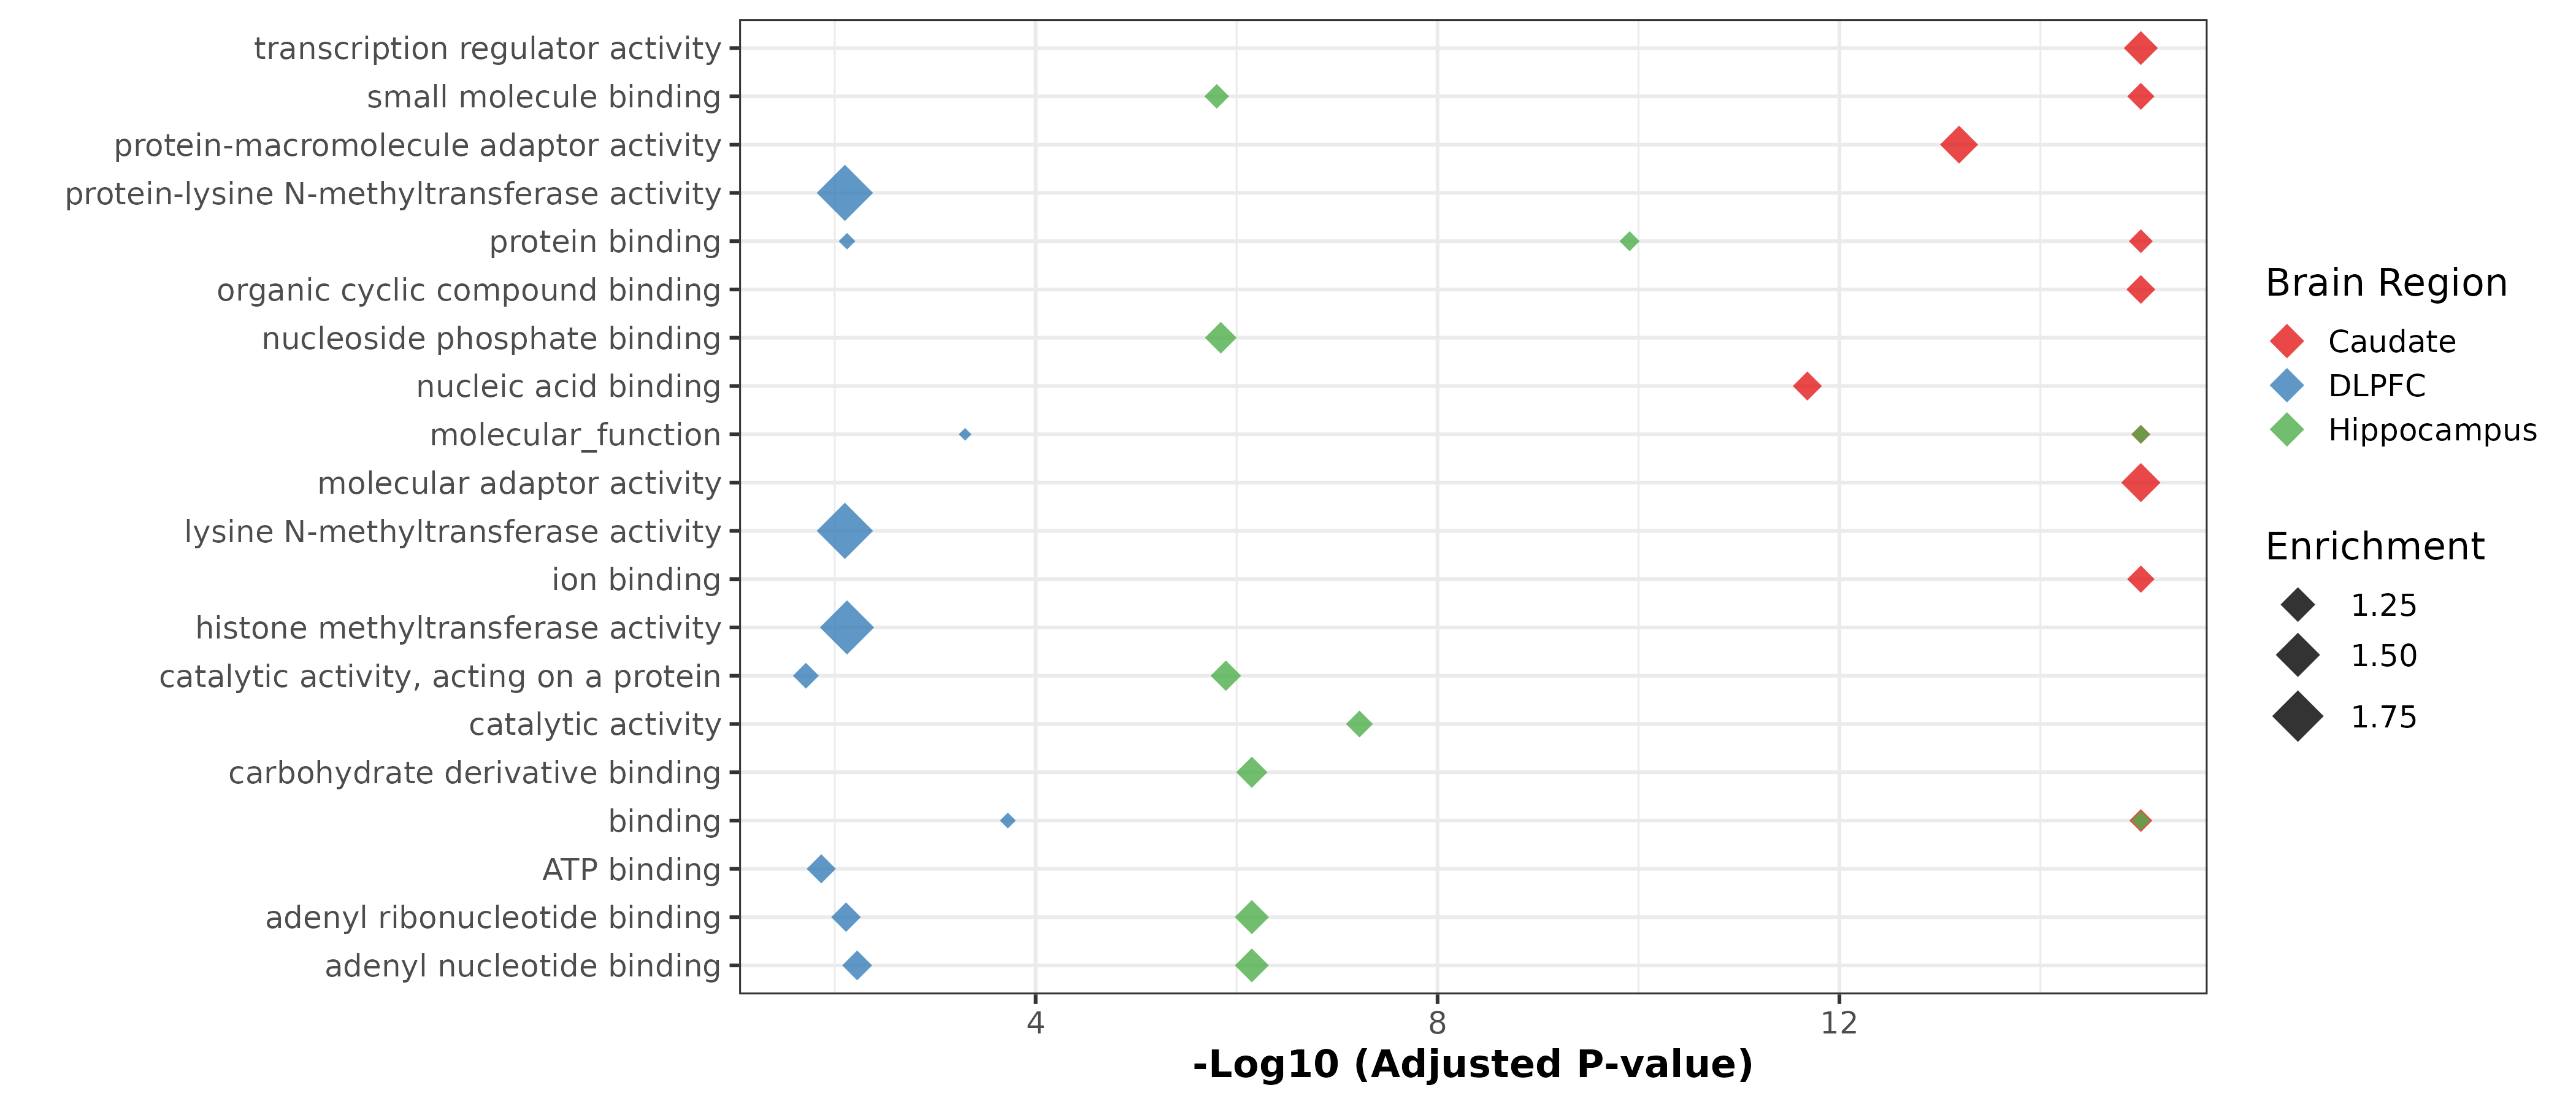 transcription regulator activity
small molecule binding
protein-macromolecule adaptor activity
protein-lysine N-methyltransferase activity
protein binding
organic cyclic compound binding
nucleoside phosphate binding
nucleic acid binding
molecular_function
molecular adaptor activity
lysine N-methyltransferase activity
ion binding
histone methyltransferase activity
catalytic activity, acting on a protein
catalytic activity
carbohydrate derivative binding
binding
ATP binding
adenyl ribonucleotide binding
adenyl nucleotide binding
4 8 12
-Log10 (Adjusted P-value)
Brain Region
Caudate
DLPFC
Hippocampus
Enrichment
1.25
1.50
1.75